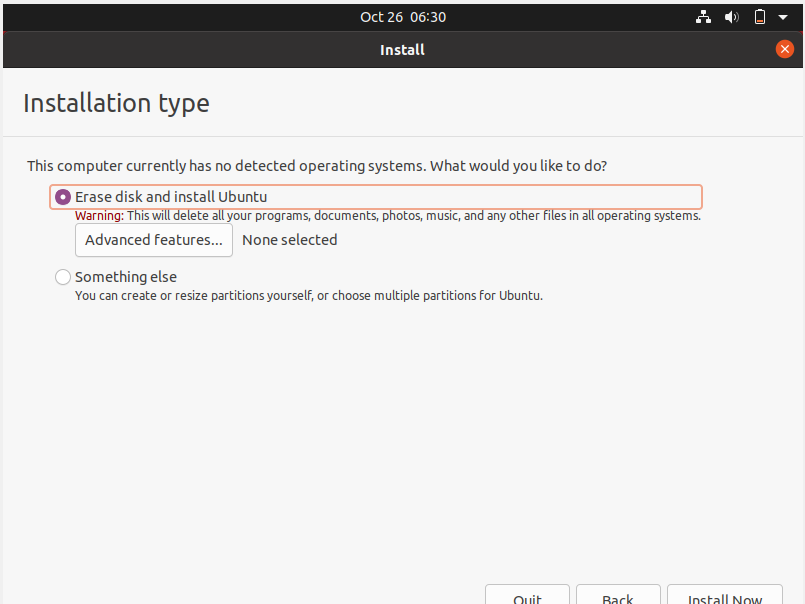 Oct 26 06:30
Install
Installation type
This computer currently has no detected operating systems. What would you like to do?
Erase disk and install Ubuntu
Warning: This will delete all your programs, documents, photos, music, and any other files in all operating systems.
Advanced features... None selected
Something else
You can create or resize partitions yourself, or choose multiple partitions for Ubuntu.
Quit Back Install Now